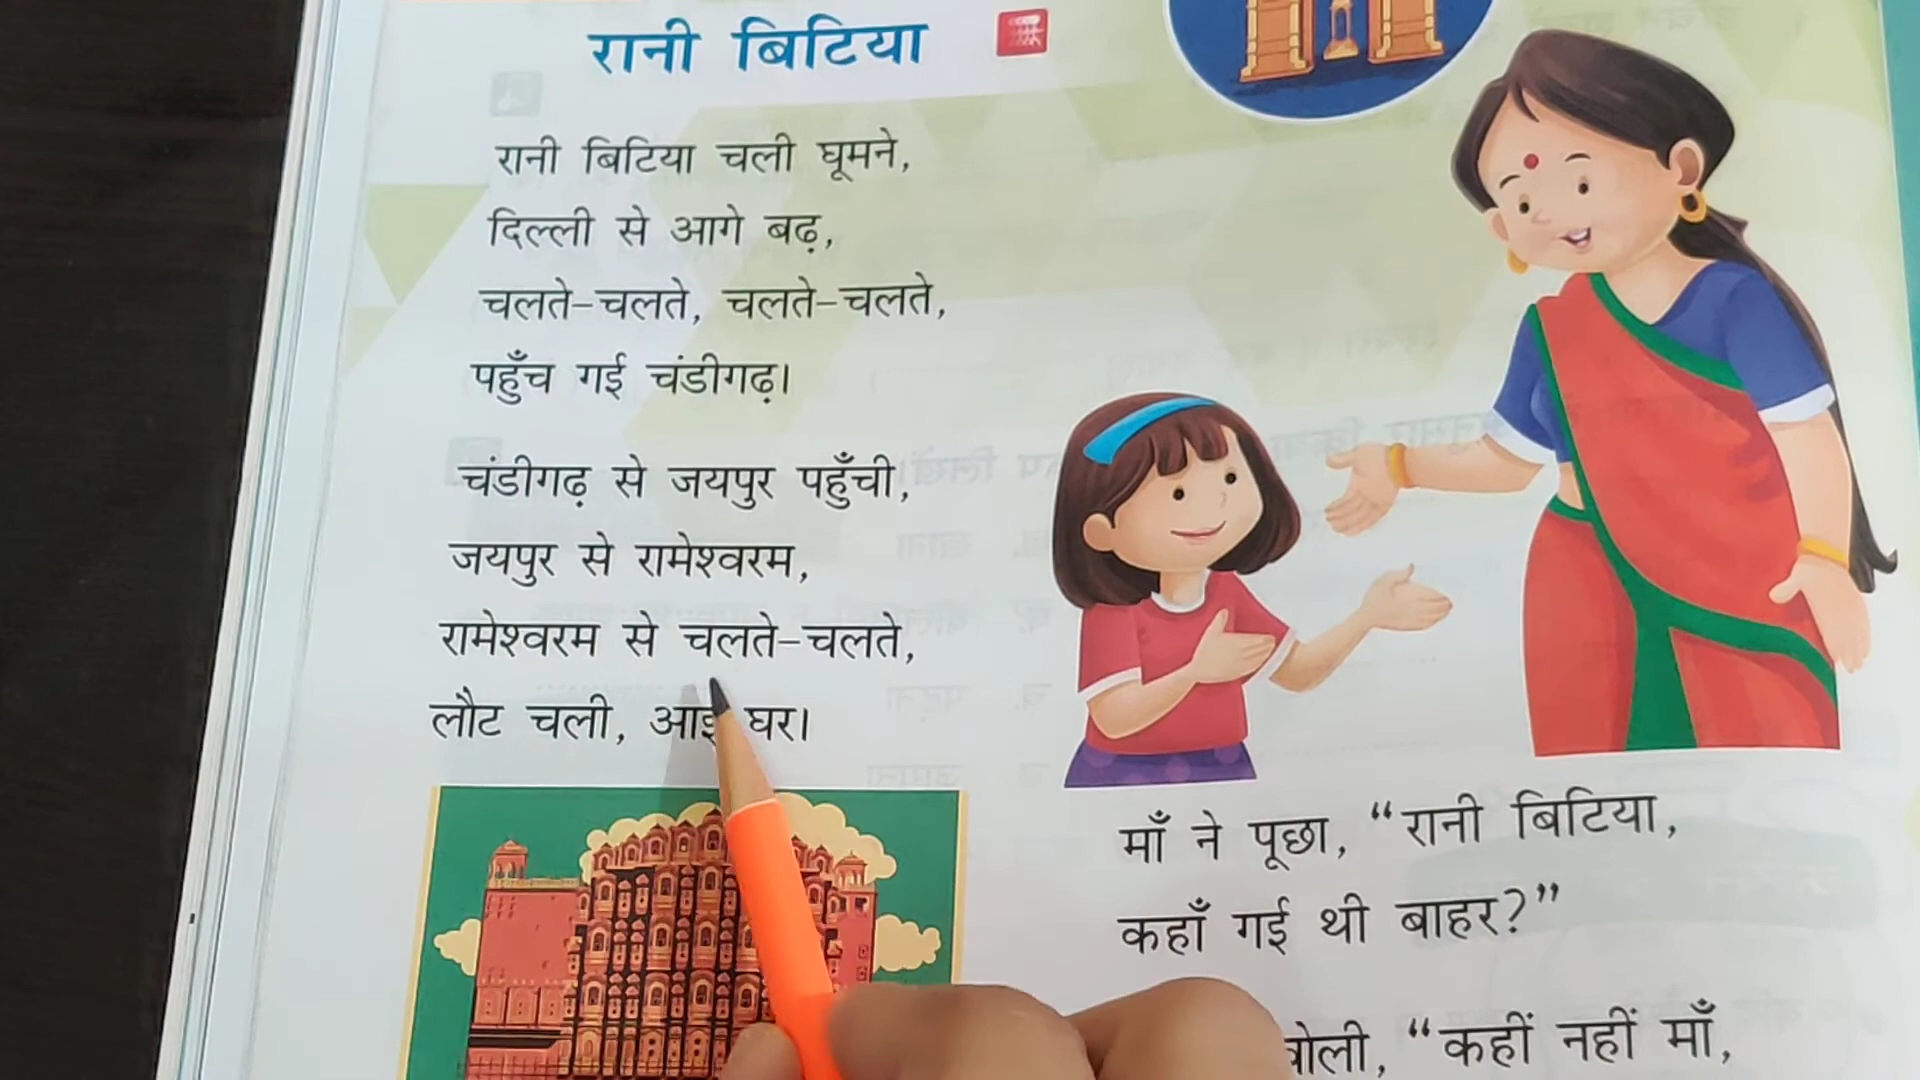 रानी बिटिया
रानी बिटिया चली घूमने,
दिल्ली से आगे बढ़,
चलते-चलते, चलते-चलते,
पहुँच गई चंडीगढ़।
चंडीगढ़ से जयपुर पहुँची,
जयपुर से रामेश्वरम,
रामेश्वरम से चलते-चलते,
लौट चली, आई घर।
माँ ने पूछा, “रानी बिटिया,
कहाँ गई थी बाहर?”
बोली, “कहीं नहीं माँ,